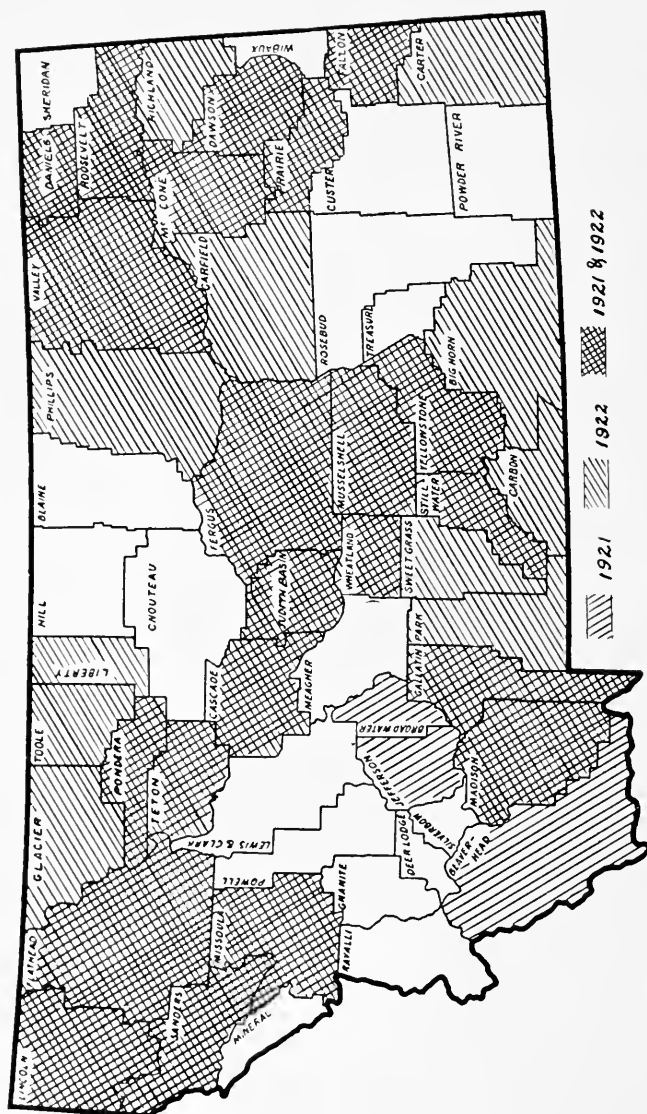 LINCOLN
FLATHEAD
GLACIER
TOOLE
LIBERTY
HILL
BLAINE
PHILLIPS
VALLEY
DANIELS
SHERIDAN
ROOSEVELT
RICHLAND
SANDERS
PONDERA
TETON
CHOUTEAU
MCCONE
DAWSON
WIBAUX
MINERAL
MISSOULA
POWELL
LEWIS & CLARK
CASCADE
JUDITH BASIN
FERGUS
GARFIELD
PRAIRIE
FALLON
RAVALLI
GRANITE
DEER LODGE
SILVERBOW
JEFFERSON
BROADWATER
MEAGHER
WHEATLAND
MUSSELSHELL
ROSEBUD
TREASURE
CUSTER
CARTER
BEAVER-
HEAD
MADISON
GALLATIN
PARK
SWEET GRASS
STILL
WATER
YELLOWSTONE
CARBON
BIG HORN
POWDER RIVER
1921
1922
1921 & 1922